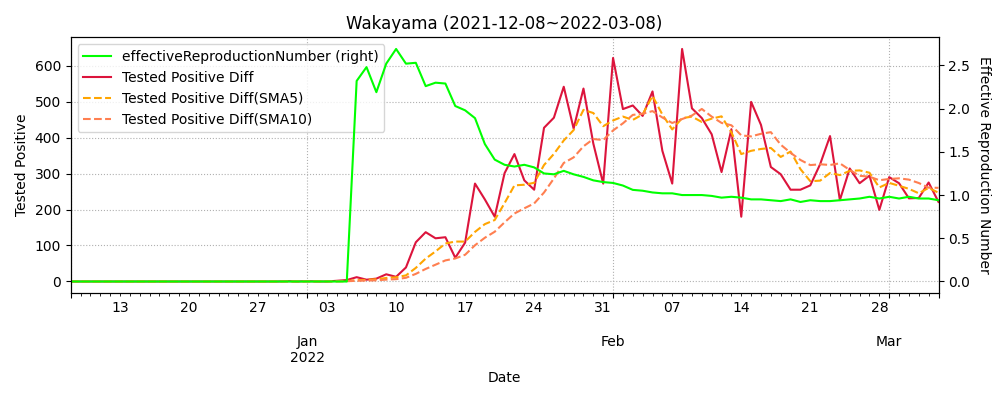 Wakayama (2021-12-08~2022-03-08)
effectiveReproductionNumber (right)
Tested Positive Diff
Tested Positive Diff(SMA5)
Tested Positive Diff(SMA10)
Tested Positive
600
500
400
300
200
100
0
2.5
2.0
1.5
1.0
0.5
0.0
Effective Reproduction Number
13 20 27 03 10 17 24 31 07 14 21 28
Jan Feb Mar
2022
Date